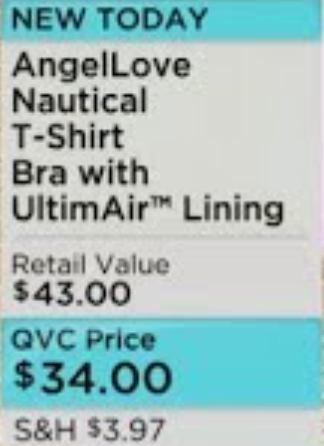 NEW TODAY
AngelLove
Nautical
T-Shirt
Bra with
UltimAir™ Lining
Retail Value
$43.00
QVC Price
$34.00
S&H $3.97